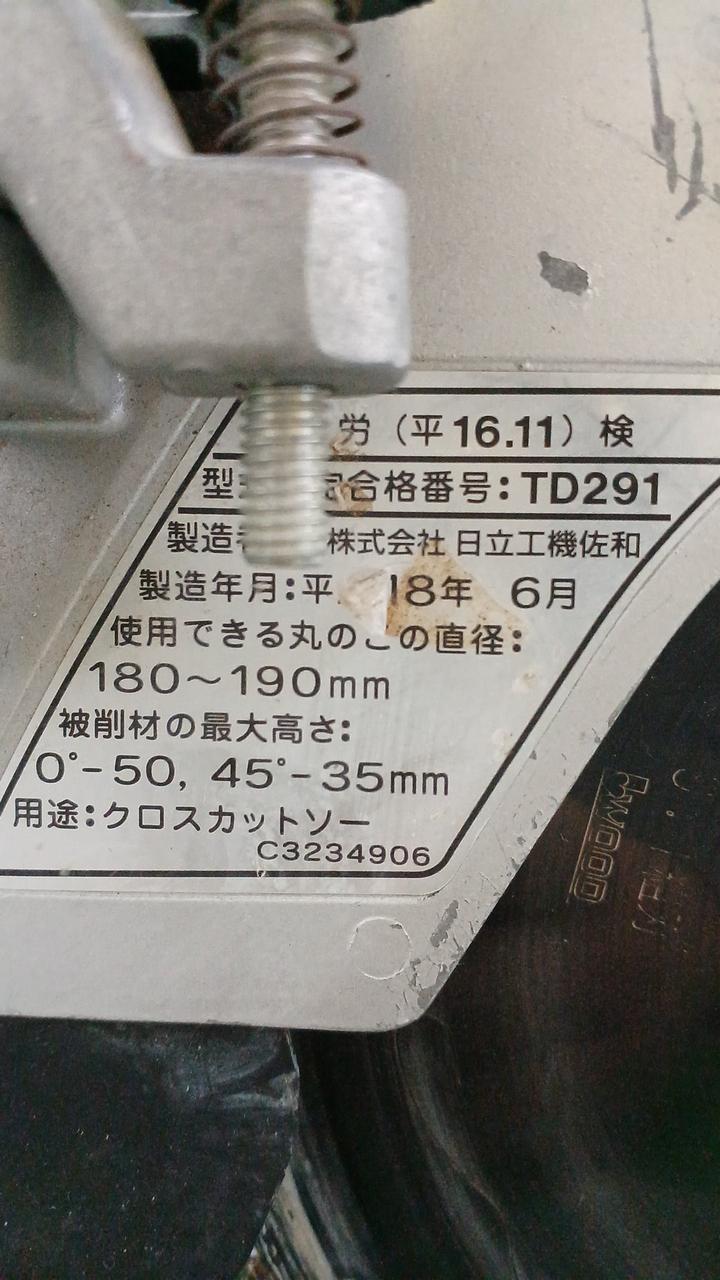 労（平16.11）検
型 合格番号：TD291
製造 株式会社 日立工機佐和
製造年月：平 18年 6月
使用できる丸のこの直径：
180〜190mm
被削材の最大高さ：
0°-50, 45°-35mm
用途：クロスカットソー
C3234906